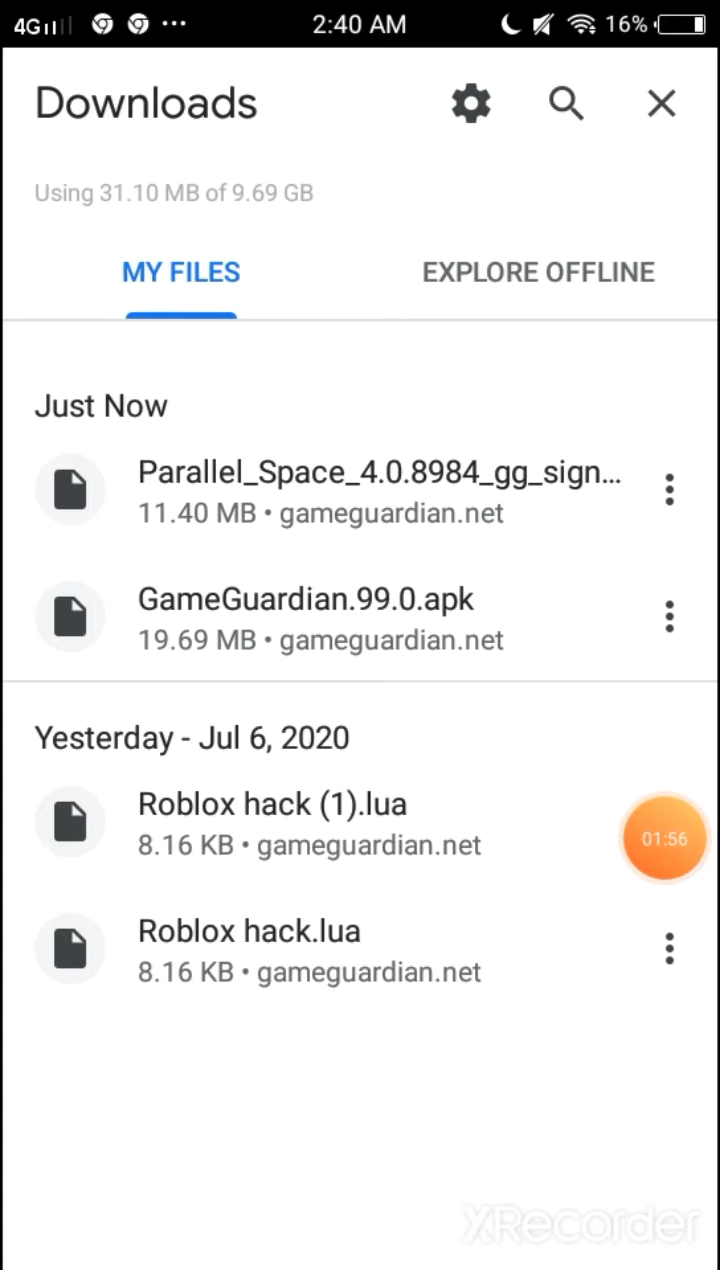 4G 2:40 AM 16%
Downloads
Using 31.10 MB of 9.69 GB
MY FILES EXPLORE OFFLINE
Just Now
Parallel_Space_4.0.8984_gg_sign...
11.40 MB • gameguardian.net
GameGuardian.99.0.apk
19.69 MB • gameguardian.net
Yesterday - Jul 6, 2020
Roblox hack (1).lua
8.16 KB • gameguardian.net
01:56
Roblox hack.lua
8.16 KB • gameguardian.net
XRecorder